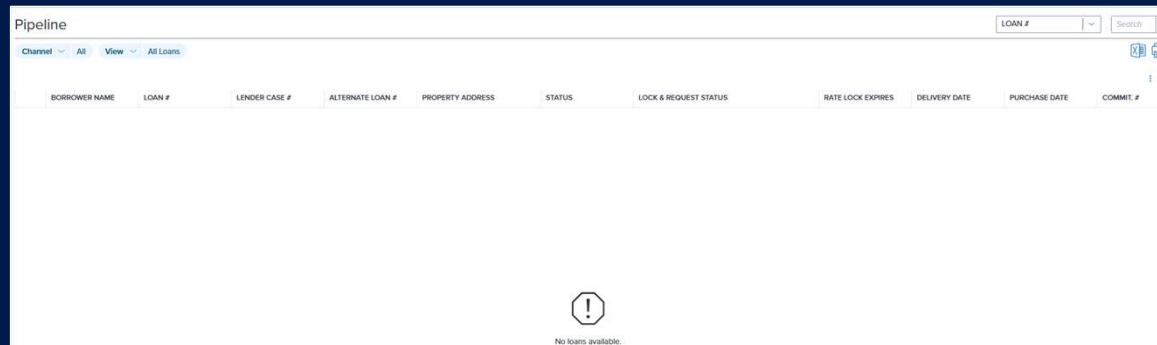 Pipeline
LOAN #
Search
Channel All View All Loans
BORROWER NAME LOAN # LENDER CASE # ALTERNATE LOAN # PROPERTY ADDRESS STATUS LOCK & REQUEST STATUS RATE LOCK EXPIRES DELIVERY DATE PURCHASE DATE COMMIT. #
No loans available.